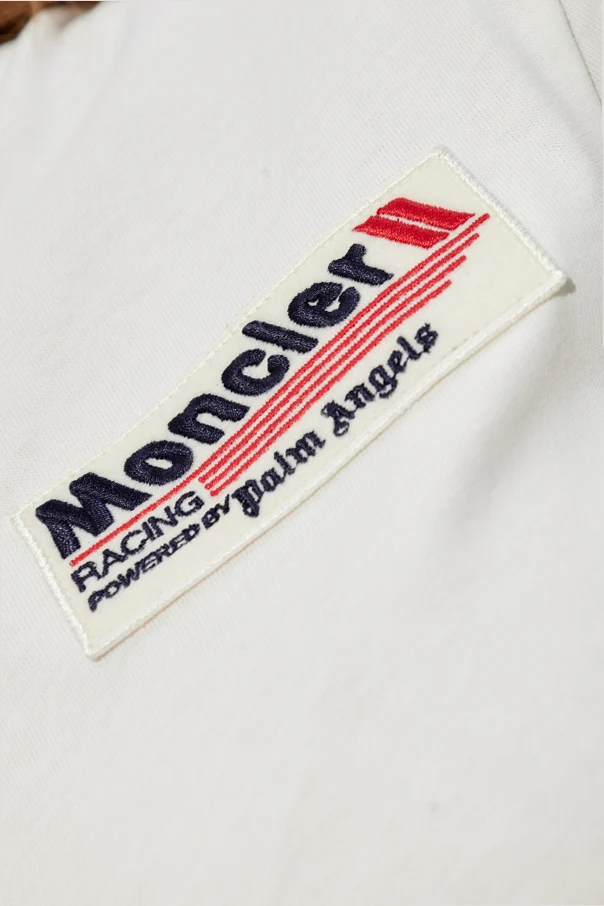 Moncler
RACING
POWERED BY Palm Angels